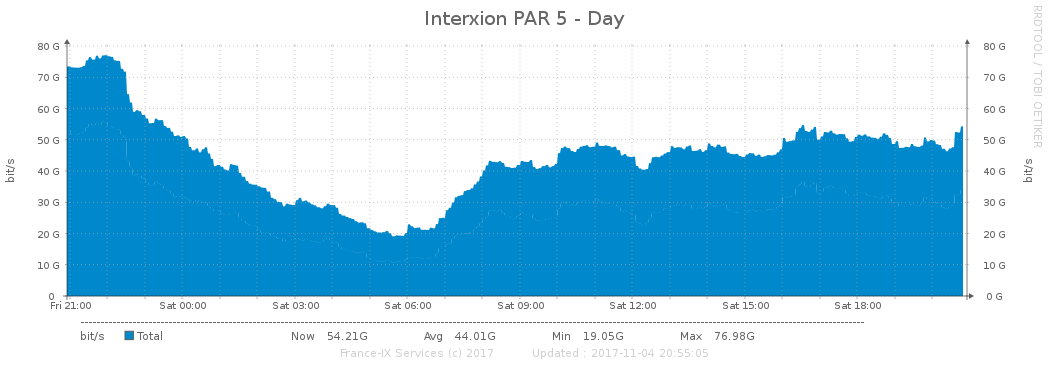 Interxion PAR 5 - Day
RRDTOOL / TOBI OETIKER
bit/s
80 G
70 G
60 G
50 G
40 G
30 G
20 G
10 G
0
80 G
70 G
60 G
50 G
40 G
30 G
20 G
10 G
0 G
bit/s
Fri 21:00 Sat 00:00 Sat 03:00 Sat 06:00 Sat 09:00 Sat 12:00 Sat 15:00 Sat 18:00
bit/s Total Now 54.21G Avg 44.01G Min 19.05G Max 76.98G
France-IX Services (c) 2017 Updated : 2017-11-04 20:55:05